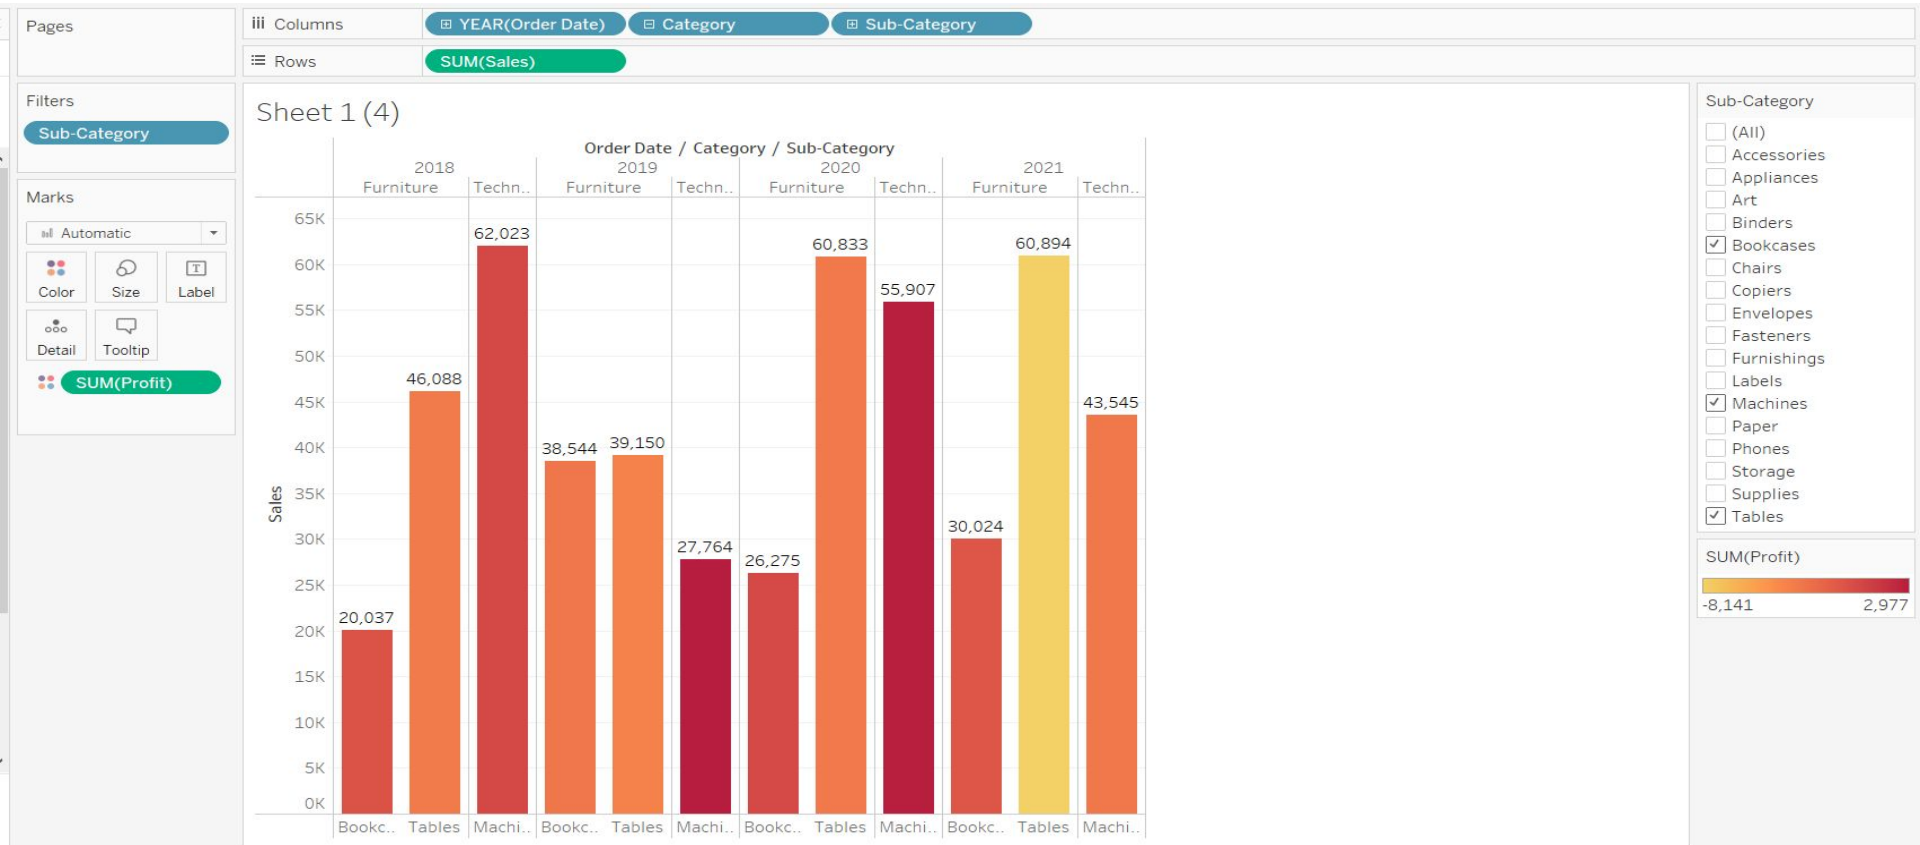 Pages
iii Columns
YEAR(Order Date)
Category
Sub-Category
Rows
SUM(Sales)
Filters
Sub-Category
Marks
Automatic
Color
Size
Label
Detail
Tooltip
SUM(Profit)
Sheet 1 (4)
Order Date / Category / Sub-Category
2018 2019 2020 2021
Furniture Techn.. Furniture Techn.. Furniture Techn.. Furniture Techn..
65K
60K
55K
50K
45K
40K
35K
30K
25K
20K
15K
10K
5K
0K
Sales
20,037
46,088
62,023
38,544
39,150
27,764
26,275
60,833
55,907
30,024
60,894
43,545
Bookc.. Tables Machi.. Bookc.. Tables Machi.. Bookc.. Tables Machi.. Bookc.. Tables Machi..
Sub-Category
(All)
Accessories
Appliances
Art
Binders
Bookcases
Chairs
Copiers
Envelopes
Fasteners
Furnishings
Labels
Machines
Paper
Phones
Storage
Supplies
Tables
SUM(Profit)
-8,141 2,977